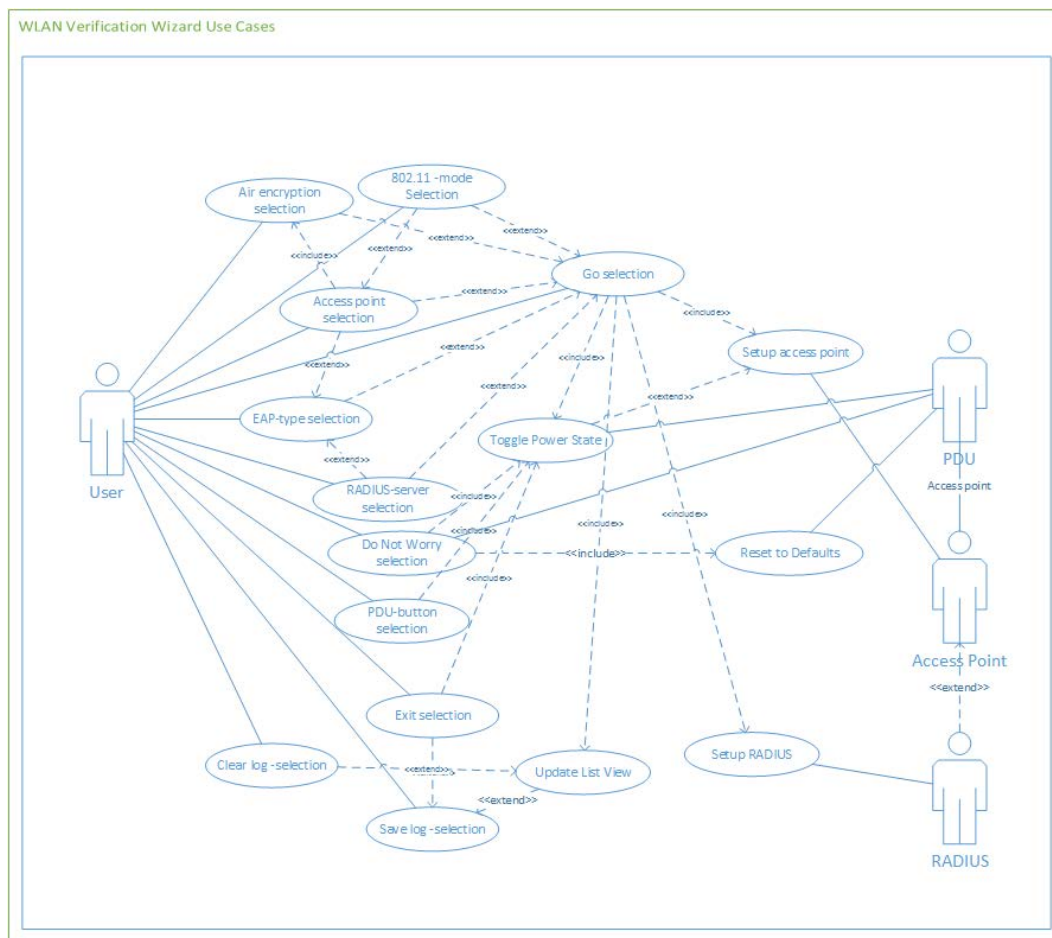 WLAN Verification Wizard Use Cases
802.11 -mode
Selection
Air encryption
selection
<<extend>>
<<extend>>
<<extend>>
<<include>>
Go selection
Access point
selection
<<extend>>
<<include>>
<<extend>>
Setup access point
<<include>>
<<extend>>
<<extend>>
<<extend>>
EAP-type selection
Toggle Power State
PDU
User
<<extend>>
Access point
RADIUS-server
selection
<<include>>
<<include>>
<<include>>
<<include>>
Do Not Worry
selection
<<include>>
Reset to Defaults
<<include>>
PDU-button
selection
Access Point
<<extend>>
Exit selection
Setup RADIUS
Clear log -selection
<<extend>>
Update List View
<<extend>>
Save log -selection
RADIUS